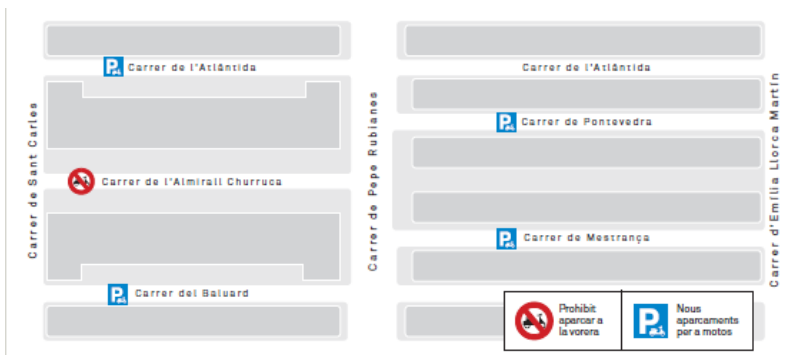 Carrer de l'Atlàntida
Carrer de l'Atlàntida
Carrer de Sant Carles
Carrer de Pepe Rubianes
Carrer d'Emília Llorca Martín
Carrer de Pontevedra
Carrer de l'Almirall Churruca
Carrer de Mestrança
Carrer del Baluard
Prohibit
aparcar a
la vorera
P
Nous
aparcaments
per a motos